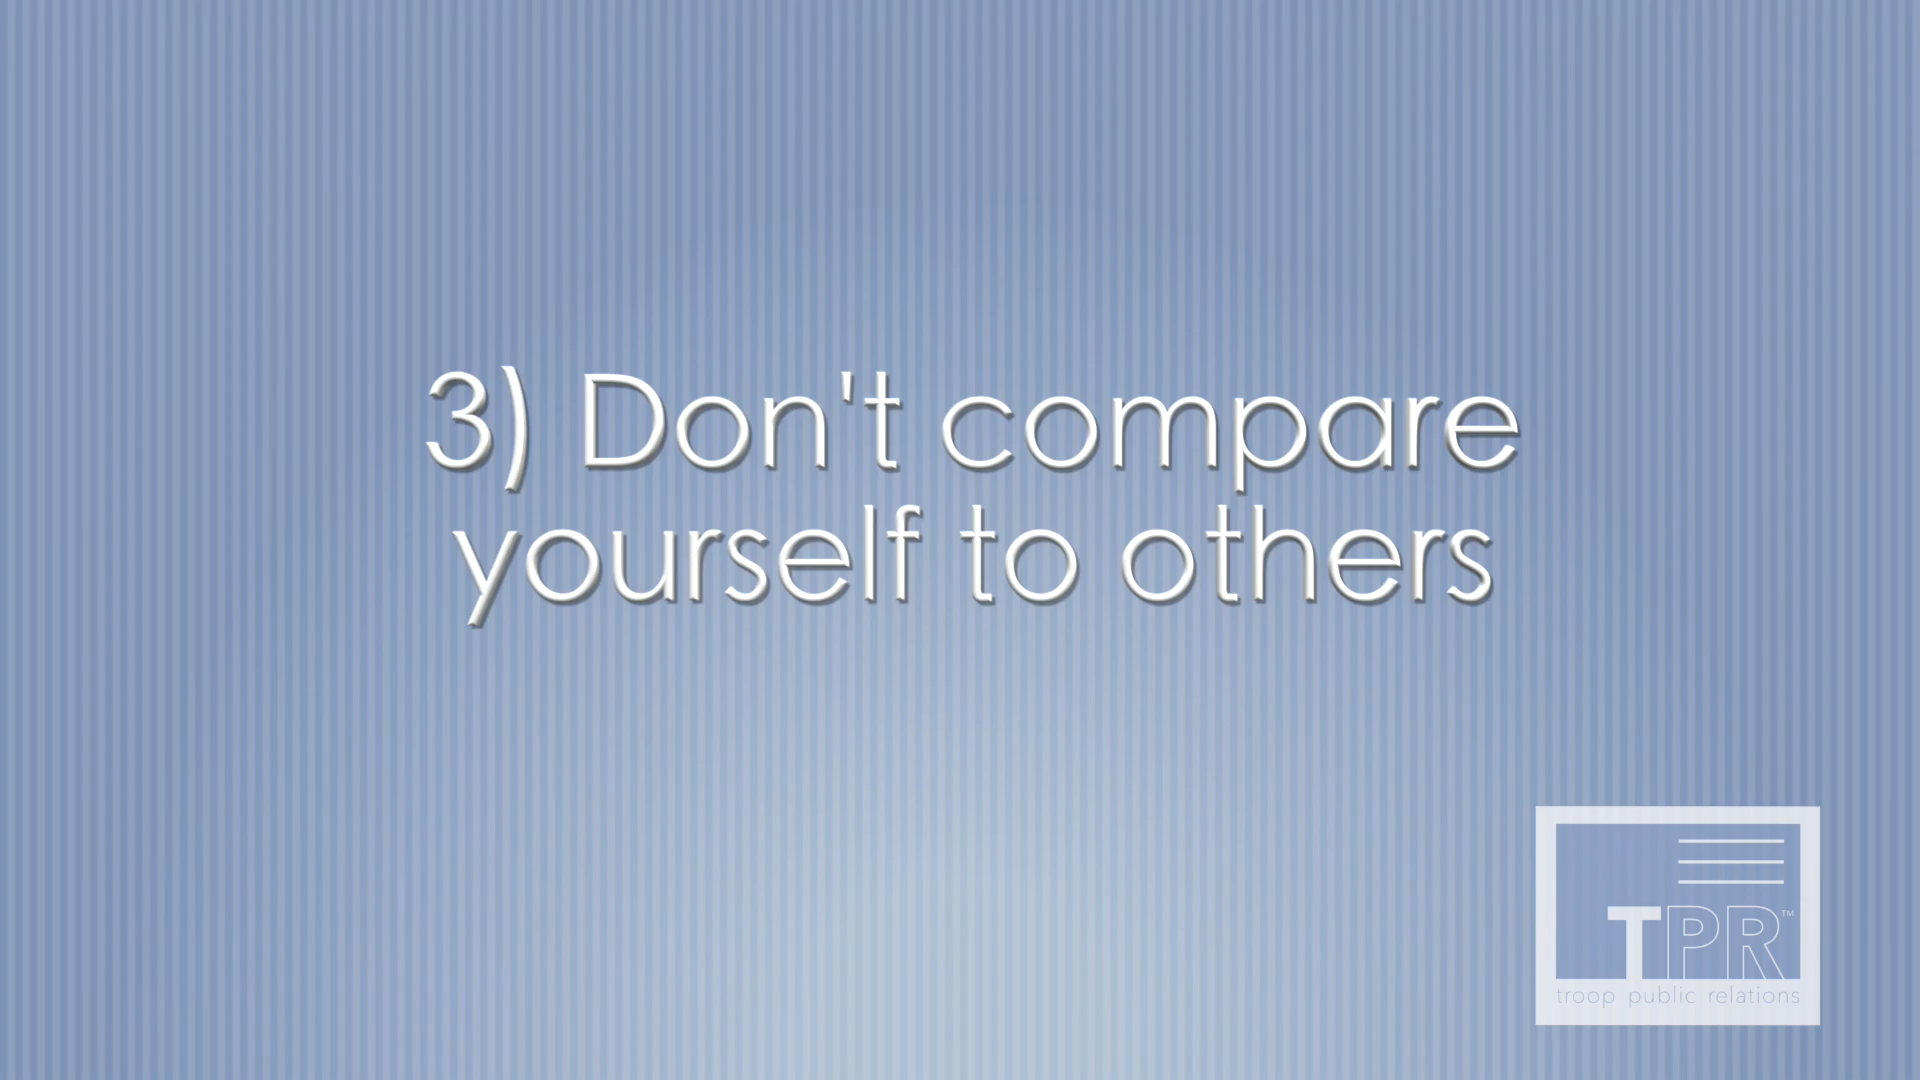 3) Don't compare
yourself to others
TPR™
troop public relations